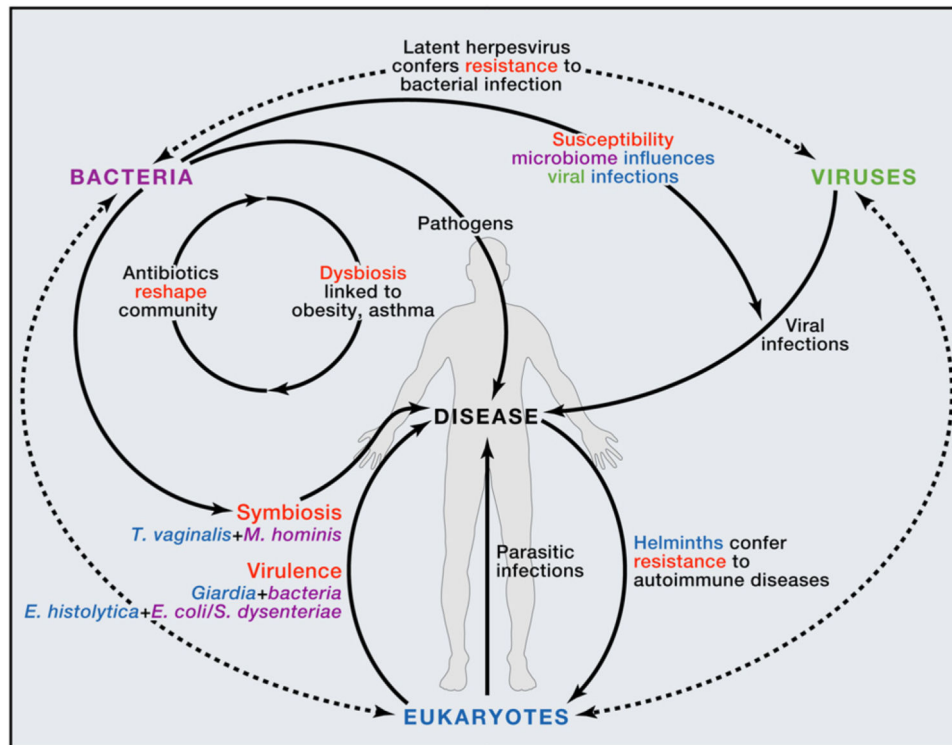 Latent herpesvirus
confers resistance to
bacterial infection
Susceptibility
microbiome influences
viral infections
BACTERIA
VIRUSES
Pathogens
Antibiotics
reshape
community
Dysbiosis
linked to
obesity, asthma
Viral
infections
DISEASE
Symbiosis
T. vaginalis+M. hominis
Virulence
Giardia+bacteria
E. histolytica+E. coli/S. dysenteriae
Parasitic
infections
Helminths confer
resistance to
autoimmune diseases
EUKARYOTES